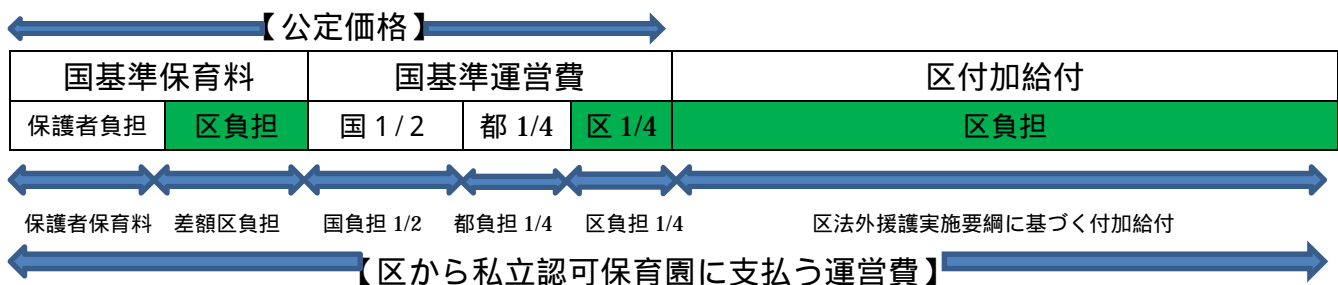 【公定価格】
国基準保育料 国基準運営費 区付加給付
保護者負担 区負担 国1/2 都1/4 区1/4 区負担
保護者保育料 差額区負担 国負担1/2 都負担1/4 区負担1/4 区法外援護実施要綱に基づく付加給付
【区から私立認可保育園に支払う運営費】